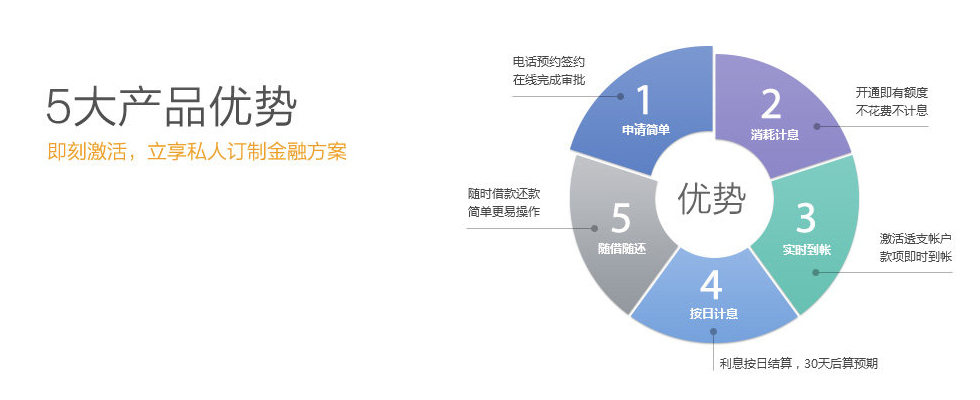 5大产品优势
即刻激活，立享私人订制金融方案
电话预约签约
在线完成审批
1
申请简单
2
消耗计息
开通即有额度
不花费不计息
优势
3
实时到帐
激活透支帐户
款项即时到帐
4
按日计息
利息按日结算，30天后算预期
随时借款还款
简单更易操作
5
随借随还